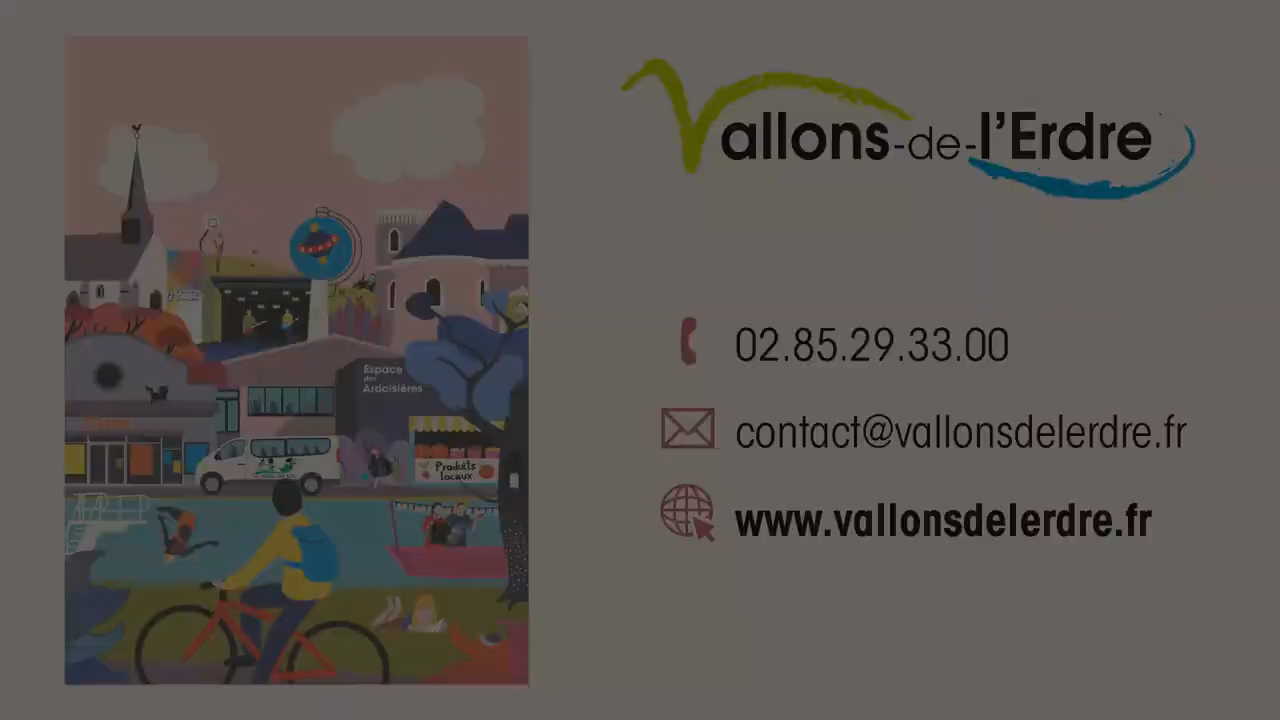 Vallons-de-l'Erdre
02.85.29.33.00
contact@vallonsdelerdre.fr
www.vallonsdelerdre.fr
Espace
des
Ardoisières
Produits
locaux